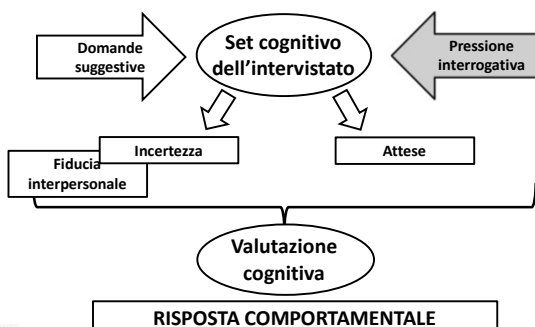 Domande
suggestive
Set cognitivo
dell'intervistato
Pressione
interrogativa
Incertezza
Attese
Fiducia
interpersonale
Valutazione
cognitiva
RISPOSTA COMPORTAMENTALE